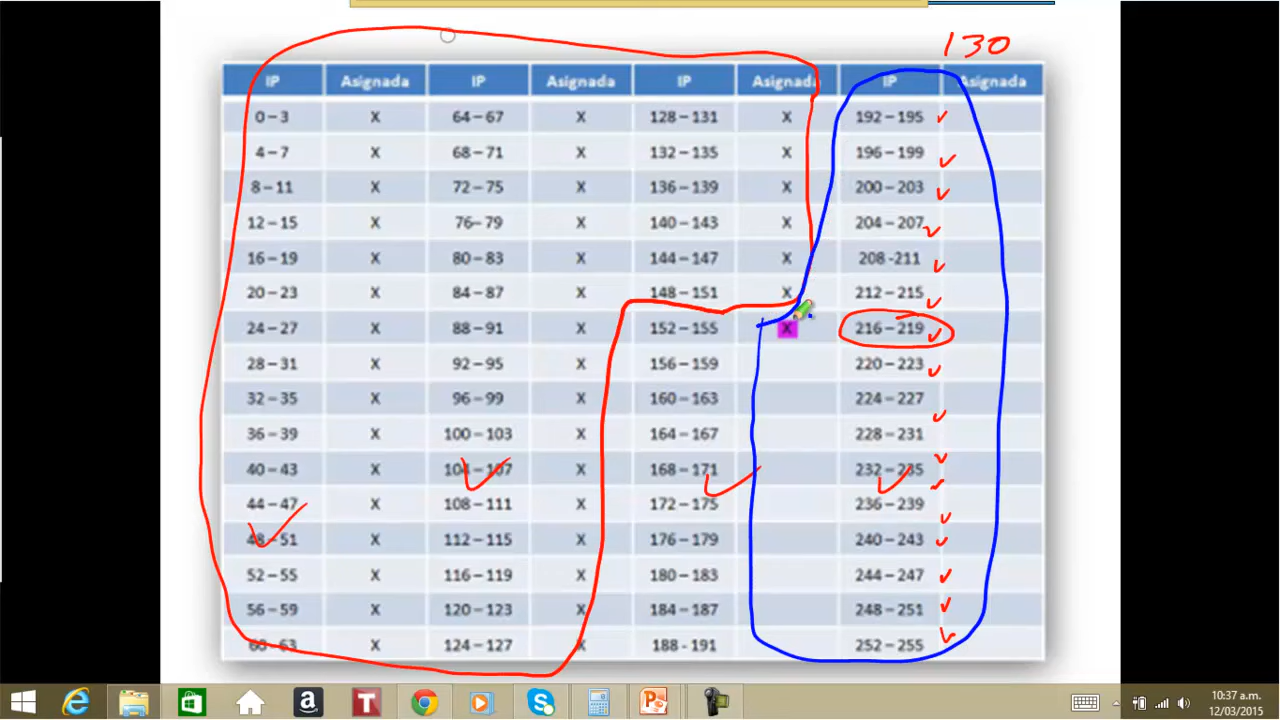 130
IP Asignada IP Asignada IP Asignada IP Asignada
0 – 3 X 64 – 67 X 128 – 131 X 192 – 195
4 – 7 X 68 – 71 X 132 – 135 X 196 – 199
8 – 11 X 72 – 75 X 136 – 139 X 200 – 203
12 – 15 X 76– 79 X 140 – 143 X 204 – 207
16 – 19 X 80 – 83 X 144 – 147 X 208 -211
20 – 23 X 84 – 87 X 148 – 151 X 212 – 215
24 – 27 X 88 – 91 X 152 – 155 X 216 – 219
28 – 31 X 92 – 95 X 156 – 159 220 – 223
32 – 35 X 96 – 99 X 160 – 163 224 – 227
36 – 39 X 100 – 103 X 164 – 167 228 – 231
40 – 43 X 104 – 107 X 168 – 171 232 – 235
44 – 47 X 108 – 111 X 172 – 175 236 – 239
48 – 51 X 112 – 115 X 176 – 179 240 – 243
52 – 55 X 116 – 119 X 180 – 183 244 – 247
56 – 59 X 120 – 123 X 184 – 187 248 – 251
60 – 63 X 124 – 127 X 188 - 191 252 – 255
10:37 a.m.
12/03/2015